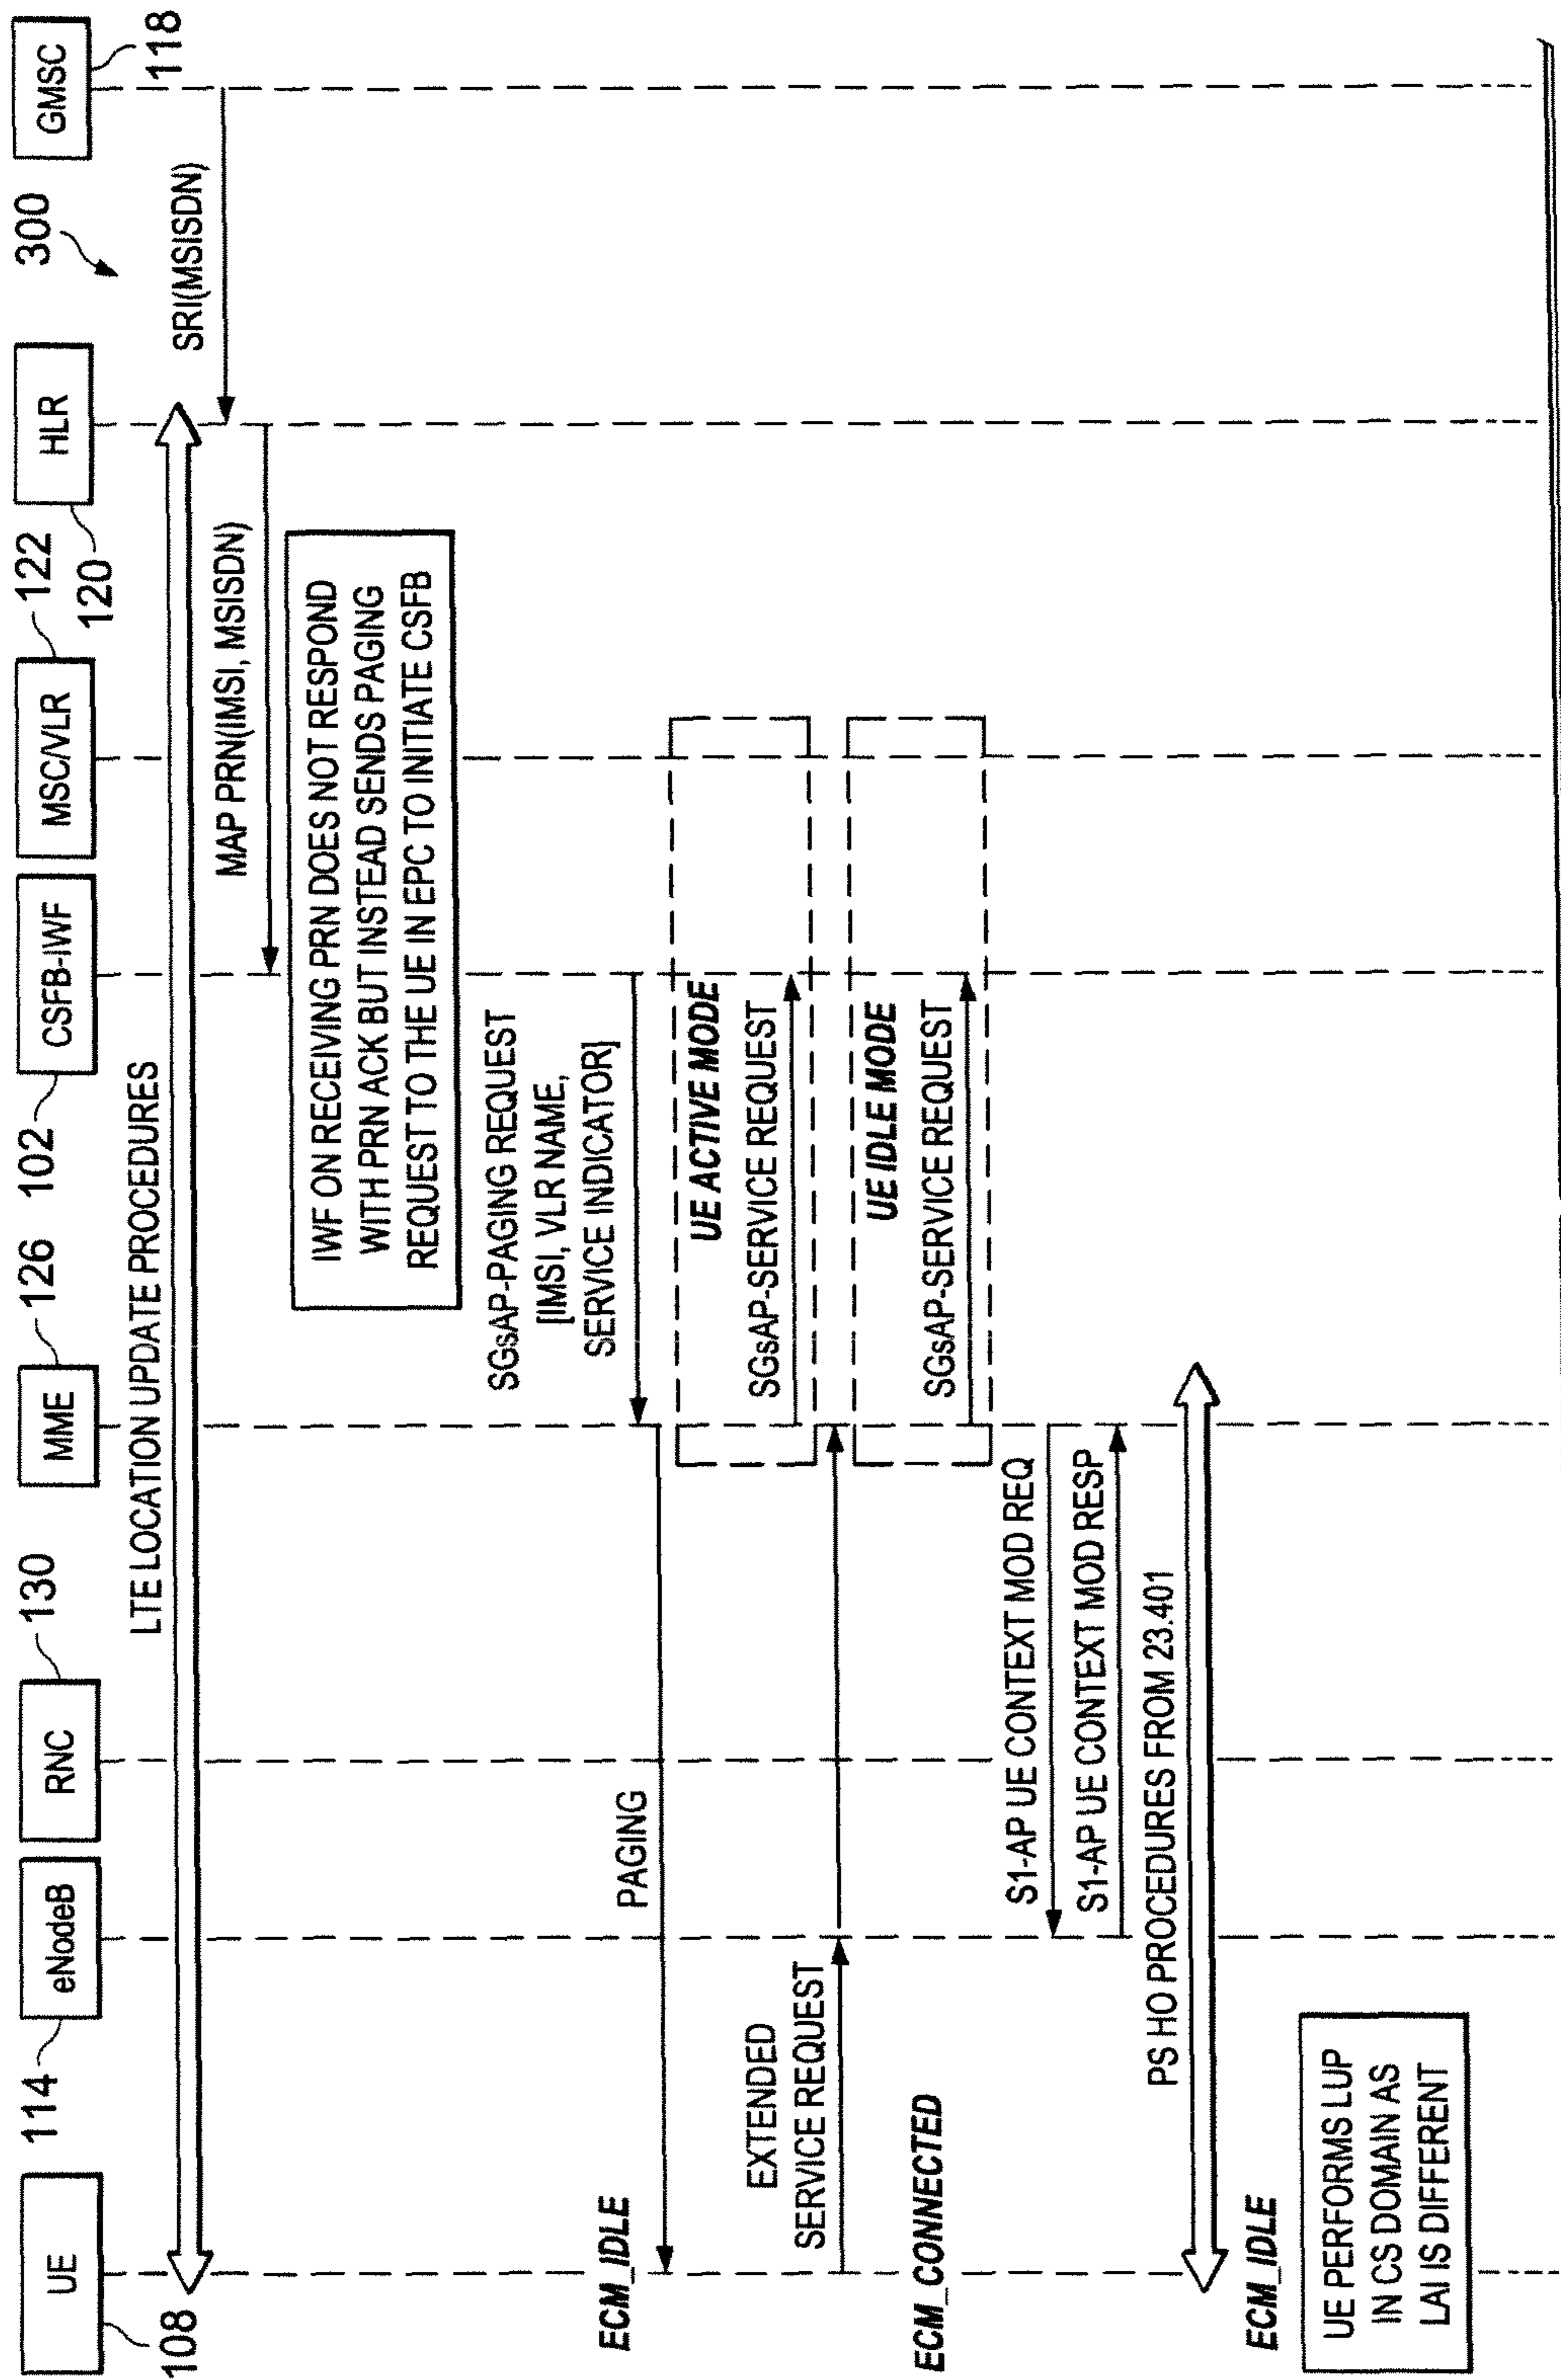 UE
108
114
eNodeB
RNC
130
MME
126
102
CSFB-IWF
MSC/VLR
122
120
HLR
300
GMSC
118
LTE LOCATION UPDATE PROCEDURES
SRI(MSISDN)
MAP PRN(IMSI, MSISDN)
IWF ON RECEIVING PRN DOES NOT RESPOND
WITH PRN ACK BUT INSTEAD SENDS PAGING
REQUEST TO THE UE IN EPC TO INITIATE CSFB
SGsAP-PAGING REQUEST
[IMSI, VLR NAME,
SERVICE INDICATOR]
ECM_IDLE
PAGING
UE ACTIVE MODE
SGsAP-SERVICE REQUEST
EXTENDED
SERVICE REQUEST
UE IDLE MODE
SGsAP-SERVICE REQUEST
ECM_CONNECTED
S1-AP UE CONTEXT MOD REQ
S1-AP UE CONTEXT MOD RESP
PS HO PROCEDURES FROM 23.401
ECM_IDLE
UE PERFORMS LUP
IN CS DOMAIN AS
LAI IS DIFFERENT